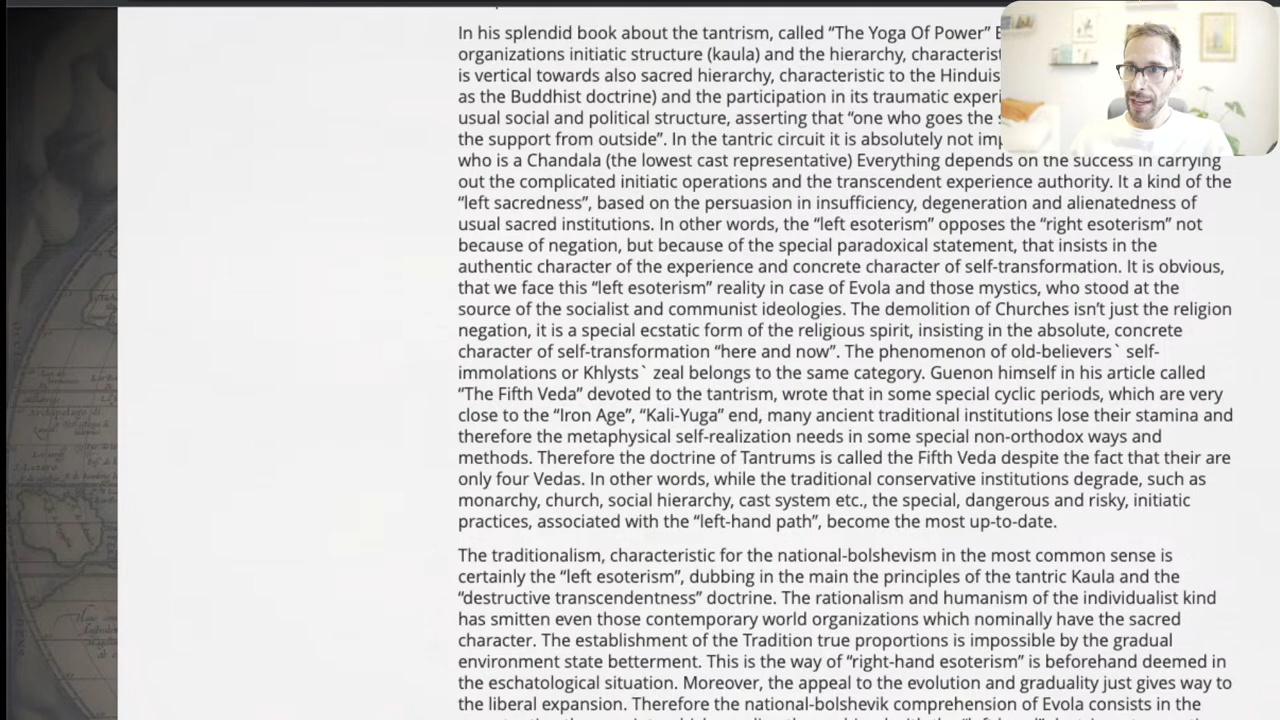 In his splendid book about the tantrism, called “The Yoga Of Power” E
organizations initiatic structure (kaula) and the hierarchy, characterist
is vertical towards also sacred hierarchy, characteristic to the Hinduis
as the Buddhist doctrine) and the participation in its traumatic experi
usual social and political structure, asserting that “one who goes the s
the support from outside”. In the tantric circuit it is absolutely not imp
who is a Chandala (the lowest cast representative) Everything depends on the success in carrying
out the complicated initiatic operations and the transcendent experience authority. It a kind of the
“left sacredness”, based on the persuasion in insufficiency, degeneration and alienatedness of
usual sacred institutions. In other words, the “left esoterism” opposes the “right esoterism” not
because of negation, but because of the special paradoxical statement, that insists in the
authentic character of the experience and concrete character of self-transformation. It is obvious,
that we face this “left esoterism” reality in case of Evola and those mystics, who stood at the
source of the socialist and communist ideologies. The demolition of Churches isn’t just the religion
negation, it is a special ecstatic form of the religious spirit, insisting in the absolute, concrete
character of self-transformation “here and now”. The phenomenon of old-believers` self-
immolations or Khlysts` zeal belongs to the same category. Guenon himself in his article called
“The Fifth Veda” devoted to the tantrism, wrote that in some special cyclic periods, which are very
close to the “Iron Age”, “Kali-Yuga” end, many ancient traditional institutions lose their stamina and
therefore the metaphysical self-realization needs in some special non-orthodox ways and
methods. Therefore the doctrine of Tantrums is called the Fifth Veda despite the fact that their are
only four Vedas. In other words, while the traditional conservative institutions degrade, such as
monarchy, church, social hierarchy, cast system etc., the special, dangerous and risky, initiatic
practices, associated with the “left-hand path”, become the most up-to-date.
The traditionalism, characteristic for the national-bolshevism in the most common sense is
certainly the “left esoterism”, dubbing in the main the principles of the tantric Kaula and the
“destructive transcendentness” doctrine. The rationalism and humanism of the individualist kind
has smitten even those contemporary world organizations which nominally have the sacred
character. The establishment of the Tradition true proportions is impossible by the gradual
environment state betterment. This is the way of “right-hand esoterism” is beforehand deemed in
the eschatological situation. Moreover, the appeal to the evolution and graduality just gives way to
the liberal expansion. Therefore the national-bolshevik comprehension of Evola consists in the